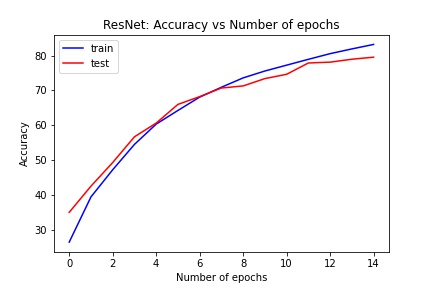 ResNet: Accuracy vs Number of epochs
train
test
Accuracy
80
70
60
50
40
30
0 2 4 6 8 10 12 14
Number of epochs